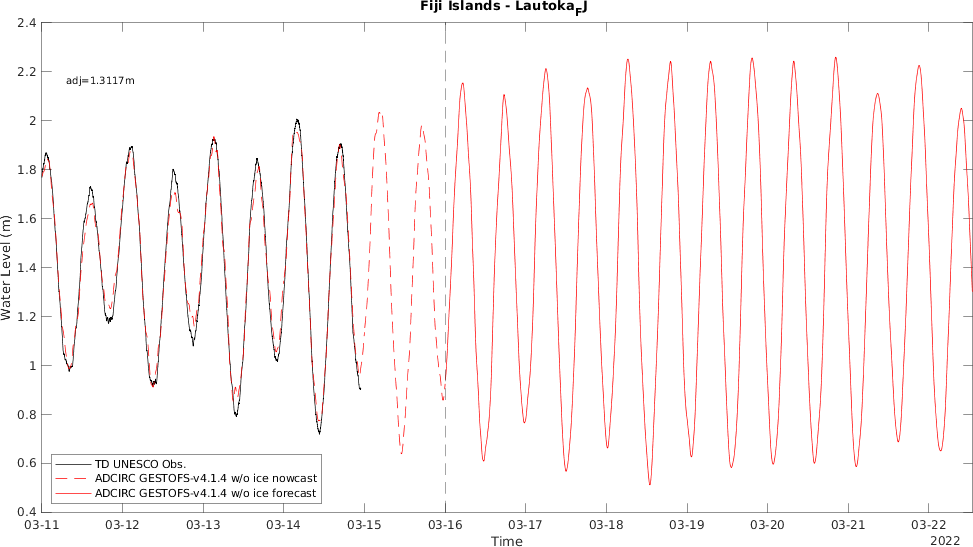 Fiji Islands - Lautoka_FJ
2.4
2.2
2
1.8
1.6
1.4
1.2
1
0.8
0.6
0.4
Water Level (m)
adj=1.3117m
TD UNESCO Obs.
ADCIRC GESTOFS-v4.1.4 w/o ice nowcast
ADCIRC GESTOFS-v4.1.4 w/o ice forecast
03-11 03-12 03-13 03-14 03-15 03-16 03-17 03-18 03-19 03-20 03-21 03-22
Time
2022